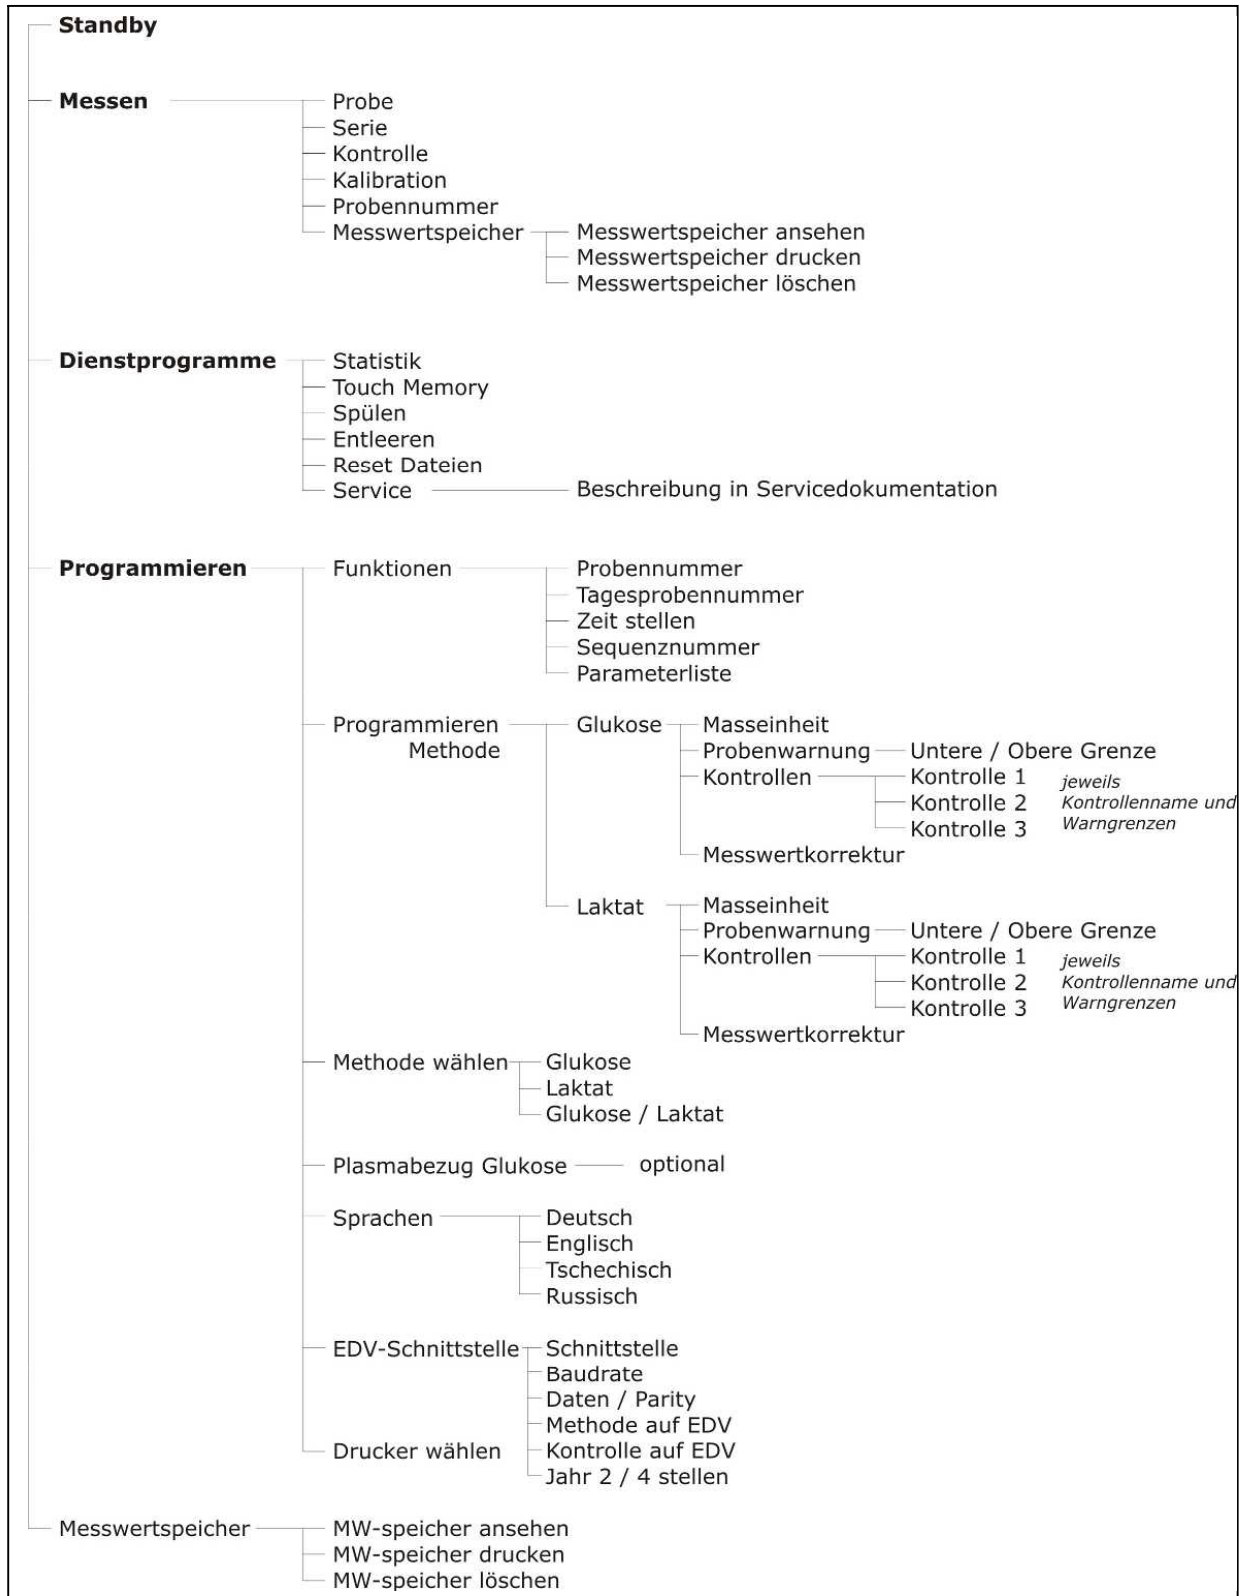 Standby
Messen
Probe
Serie
Kontrolle
Kalibration
Probennummer
Messwertspeicher
Messwertspeicher ansehen
Messwertspeicher drucken
Messwertspeicher löschen
Dienstprogramme
Statistik
Touch Memory
Spülen
Entleeren
Reset Dateien
Service
Beschreibung in Servicedokumentation
Programmieren
Funktionen
Probennummer
Tagesprobennummer
Zeit stellen
Sequenznummer
Parameterliste
Programmieren
Methode
Glukose
Masseinheit
Probenwarnung
Untere / Obere Grenze
Kontrollen
Kontrolle 1
Kontrolle 2
Kontrolle 3
jeweils
Kontrollenname und
Warngrenzen
Messwertkorrektur
Laktat
Masseinheit
Probenwarnung
Untere / Obere Grenze
Kontrollen
Kontrolle 1
Kontrolle 2
Kontrolle 3
jeweils
Kontrollenname und
Warngrenzen
Messwertkorrektur
Methode wählen
Glukose
Laktat
Glukose / Laktat
Plasmabezug Glukose
optional
Sprachen
Deutsch
Englisch
Tschechisch
Russisch
EDV-Schnittstelle
Schnittstelle
Baudrate
Daten / Parity
Methode auf EDV
Kontrolle auf EDV
Jahr 2 / 4 stellen
Drucker wählen
Messwertspeicher
MW-speicher ansehen
MW-speicher drucken
MW-speicher löschen